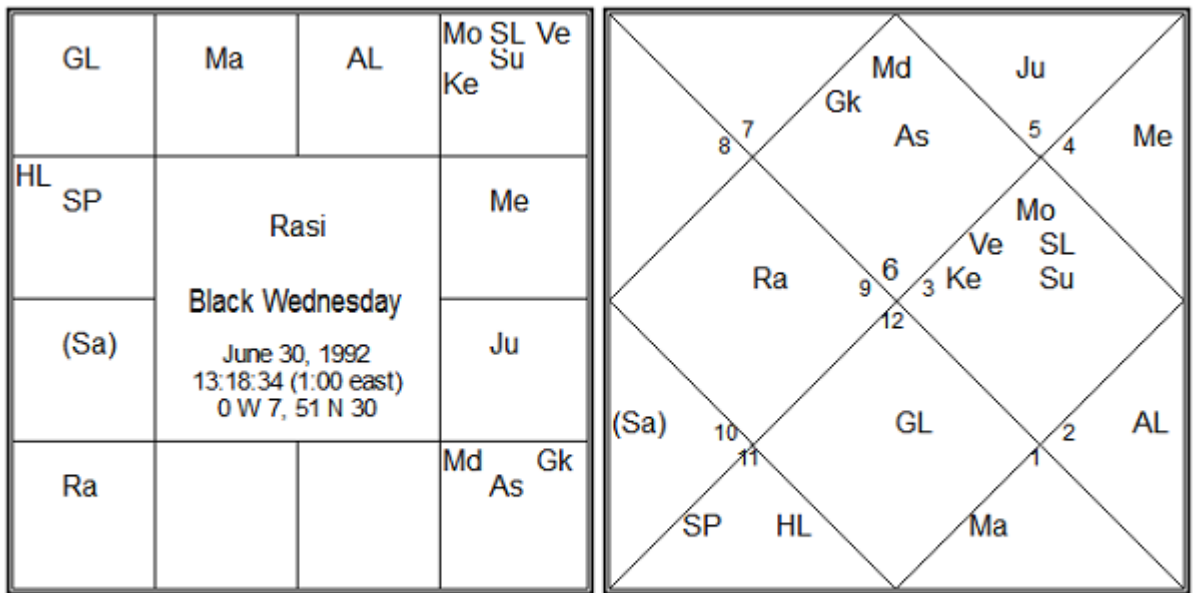 GL
Ma
AL
Mo SL Ve
Su
Ke
HL
SP
Me
Rasi
Black Wednesday
(Sa)
June 30, 1992
13:18:34 (1:00 east)
0 W 7, 51 N 30
Ju
Ra
Md Gk
As
Md
Ju
Gk
As
7
8
5
4
Me
Mo
Ve SL
Ra
9
6
3
Ke
Su
12
(Sa)
10
11
GL
2
1
AL
SP HL
Ma